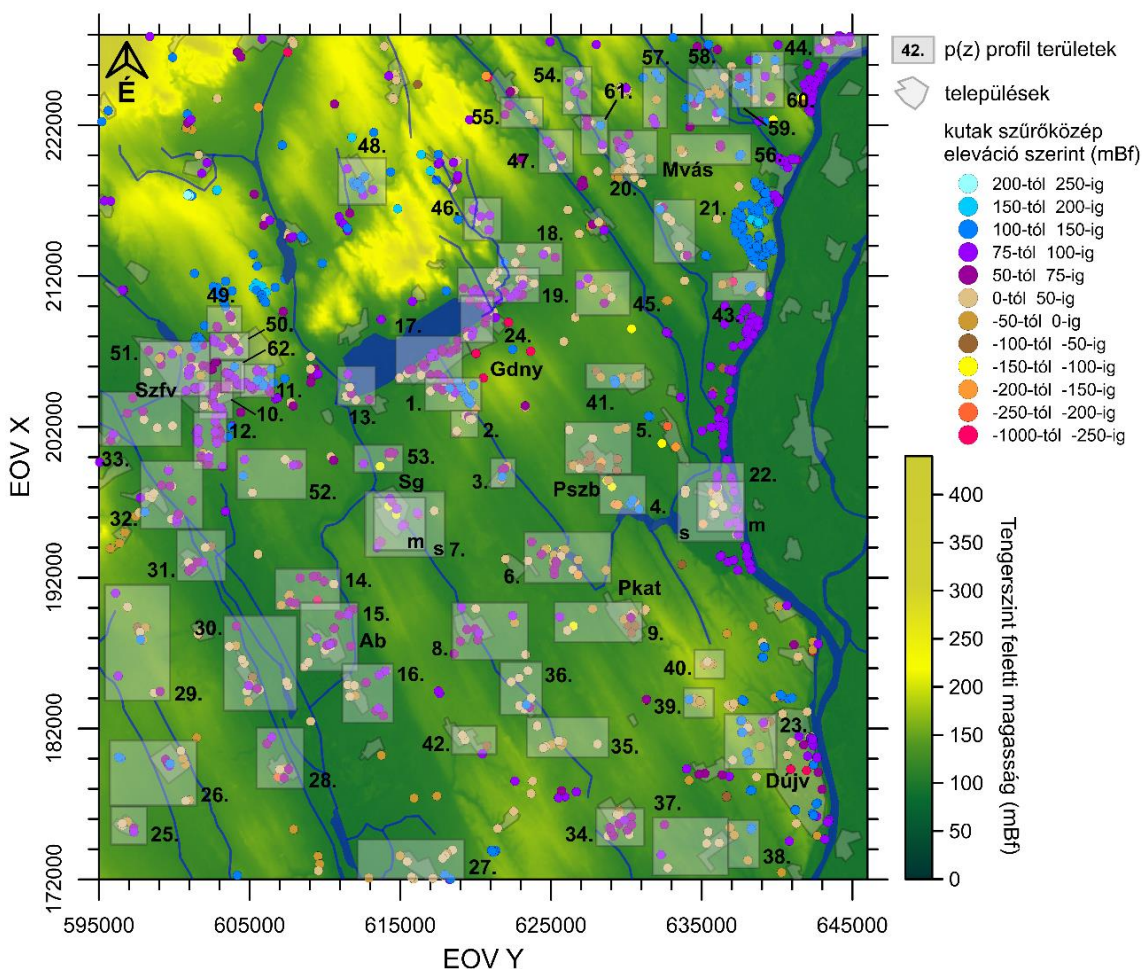 É
42. p(z) profil területek
települések
kutak szűrőközép
eleváció szerint (mBf)
200-tól 250-ig
150-tól 200-ig
100-tól 150-ig
75-tól 100-ig
50-tól 75-ig
0-tól 50-ig
-50-tól 0-ig
-100-tól -50-ig
-150-tól -100-ig
-200-tól -150-ig
-250-tól -200-ig
-1000-tól -250-ig
400
350
300
250
200
150
100
50
0
Tengerszint feletti magasság (mBf)
EOV X
222000
212000
202000
192000
182000
172000
595000
605000
615000
625000
635000
645000
EOV Y
57.
58.
44.
54.
61.
60.
55.
59.
48.
47.
56.
Mvás
20.
46.
21.
18.
19.
45.
49.
50.
17.
24.
43.
51.
62.
Gdny
Szfv
11.
1.
41.
10.
13.
12.
2.
5.
33.
53.
52.
Sg
3.
Pszb
22.
32.
4.
m
s
7.
s
m
31.
6.
14.
Pkat
15.
30.
Ab
8.
9.
16.
36.
40.
29.
39.
42.
35.
23.
28.
Dújv
26.
37.
25.
34.
27.
38.